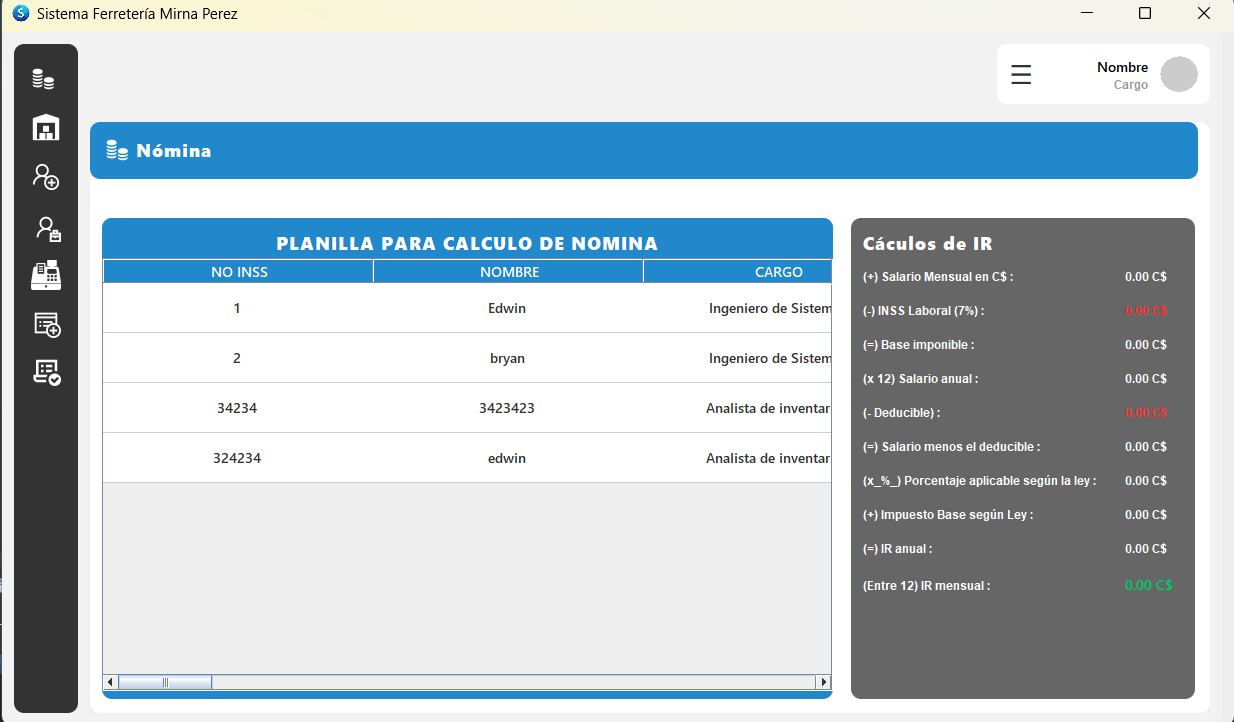 Sistema Ferretería Mirna Perez
Nombre
Cargo
Nómina
PLANILLA PARA CALCULO DE NOMINA
NO INSS NOMBRE CARGO
1 Edwin Ingeniero de Sistem
2 bryan Ingeniero de Sistem
34234 3423423 Analista de inventar
324234 edwin Analista de inventar
Cáculos de IR
(+) Salario Mensual en C$ : 0.00 C$
(-) INSS Laboral (7%) : 0.00 C$
(=) Base imponible : 0.00 C$
(x 12) Salario anual : 0.00 C$
(- Deducible) : 0.00 C$
(=) Salario menos el deducible : 0.00 C$
(x_%_) Porcentaje aplicable según la ley : 0.00 C$
(+) Impuesto Base según Ley : 0.00 C$
(=) IR anual : 0.00 C$
(Entre 12) IR mensual : 0.00 C$